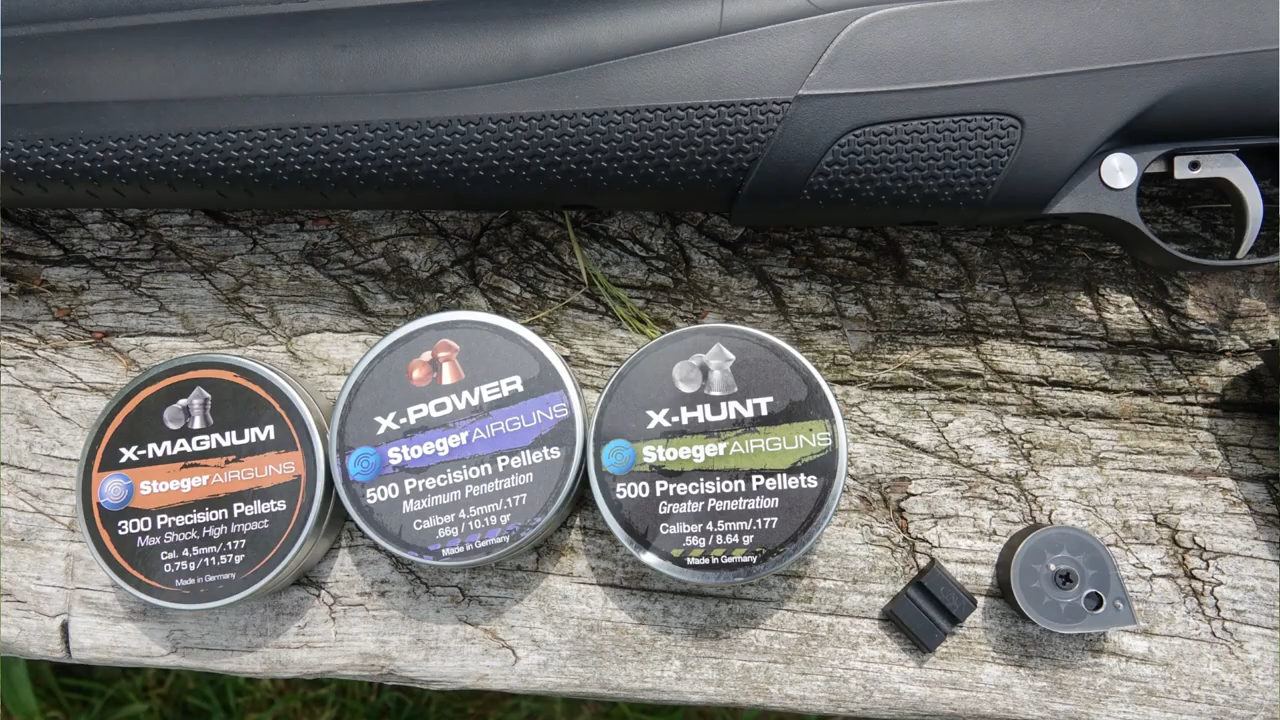 X-MAGNUM
Stoeger AIRGUNS
300 Precision Pellets
Max Shock, High Impact
Cal. 4,5mm/.177
0,75g/11,57gr
Made in Germany
X-POWER
Stoeger AIRGUNS
500 Precision Pellets
Maximum Penetration
Caliber 4.5mm/.177
.66g / 10.19 gr
Made in Germany
X-HUNT
Stoeger AIRGUNS
500 Precision Pellets
Greater Penetration
Caliber 4.5mm/.177
.56g / 8.64 gr
Made in Germany